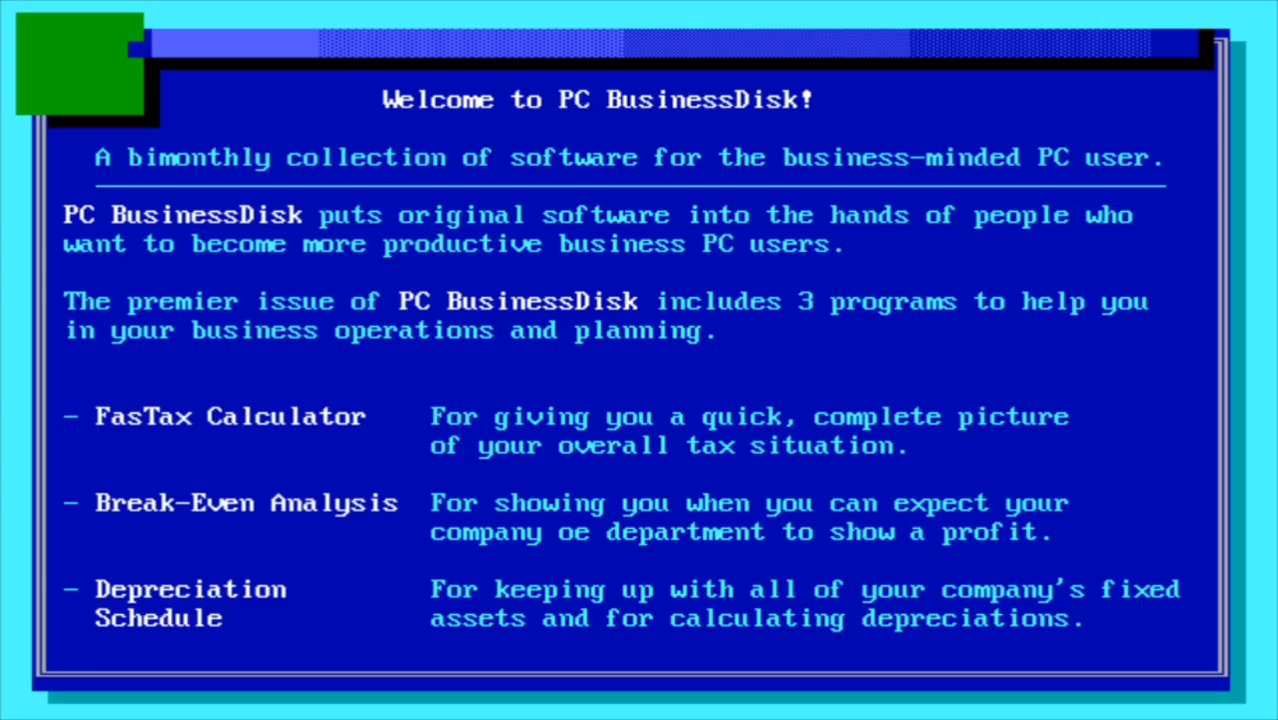 Welcome to PC BusinessDisk!
A bimonthly collection of software for the business-minded PC user.
PC BusinessDisk puts original software into the hands of people who
want to become more productive business PC users.
The premier issue of PC BusinessDisk includes 3 programs to help you
in your business operations and planning.
- FasTax Calculator For giving you a quick, complete picture
of your overall tax situation.
- Break-Even Analysis For showing you when you can expect your
company oe department to show a profit.
- Depreciation For keeping up with all of your company's fixed
Schedule assets and for calculating depreciations.